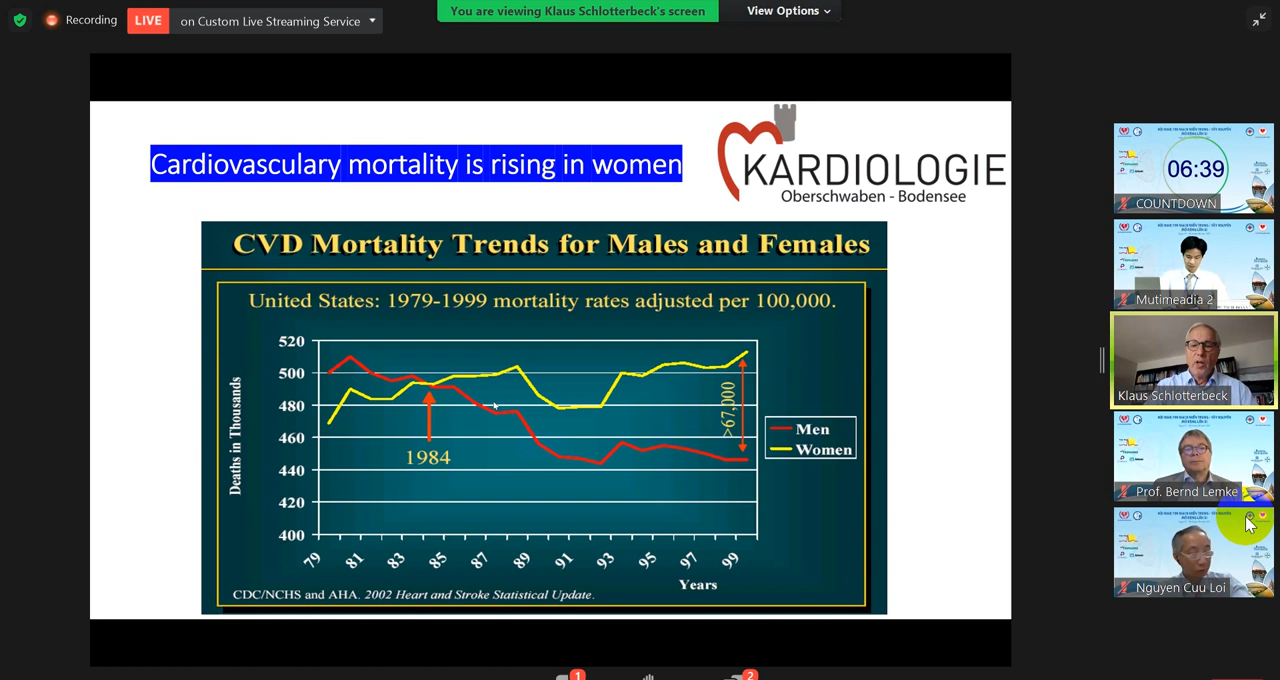 Recording
LIVE on Custom Live Streaming Service
You are viewing Klaus Schlotterbeck's screen
View Options
Cardiovasculary mortality is rising in women
KARDIOLOGIE
Oberschwaben - Bodensee
CVD Mortality Trends for Males and Females
United States: 1979-1999 mortality rates adjusted per 100,000.
Deaths in Thousands
520
500
480
460
440
420
400
1984
>67,000
Men
Women
79 81 83 85 87 89 91 93 95 97 99
Years
CDC/NCHS and AHA. 2002 Heart and Stroke Statistical Update.
06:39
COUNTDOWN
Mutimeadia 2
Klaus Schlotterbeck
Prof. Bernd Lemke
Nguyen Cuu Loi
1
2